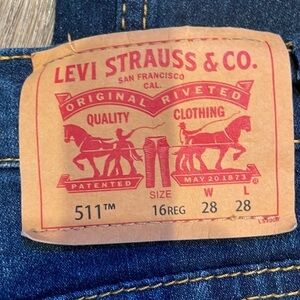 LEVI STRAUSS & CO.
SAN FRANCISCO
CAL.
ORIGINAL RIVETED
QUALITY CLOTHING
PATENTED MAY 20 1873
SIZE W L
511™ 16REG 28 28